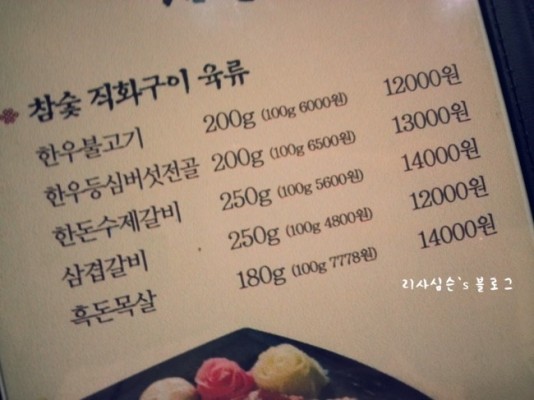 참숯 직화구이 육류
한우불고기 200g (100g 6000원) 12000원
한우등심버섯전골 200g (100g 6500원) 13000원
한돈수제갈비 250g (100g 5600원) 14000원
삼겹갈비 250g (100g 4800원) 12000원
흑돈목살 180g (100g 7778원) 14000원
리사심슨's 블로그